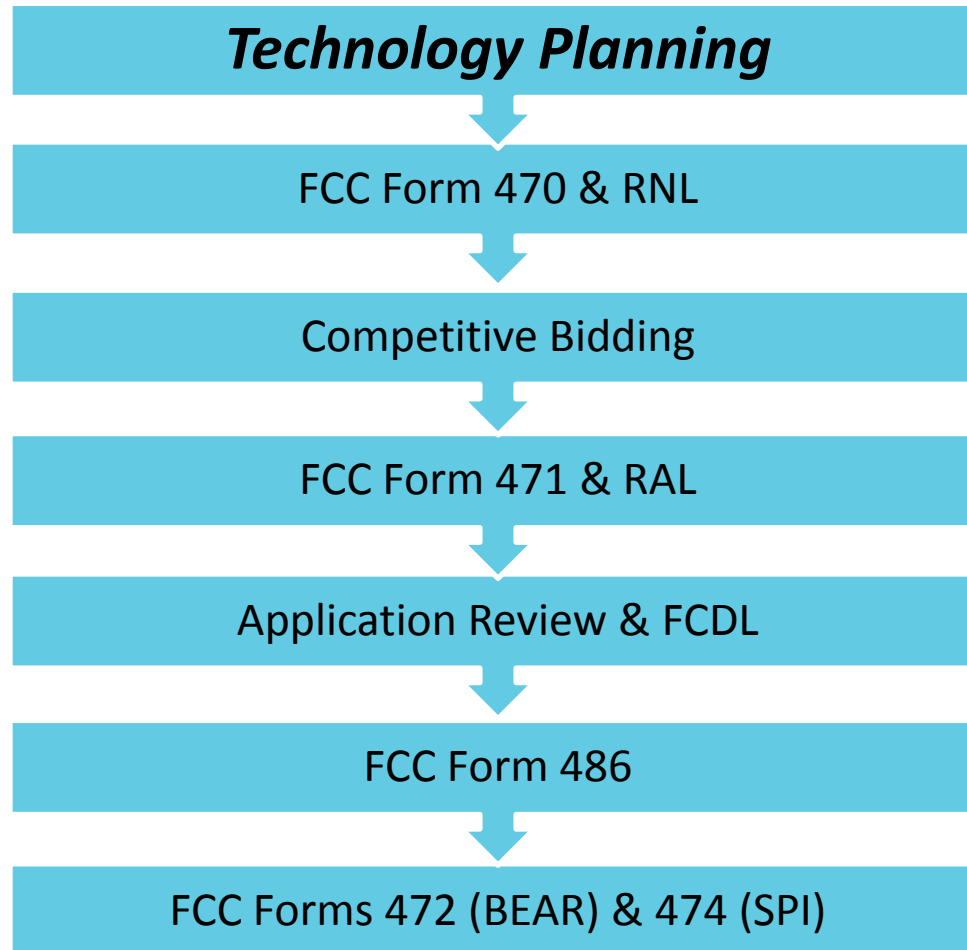 Technology Planning
FCC Form 470 & RNL
Competitive Bidding
FCC Form 471 & RAL
Application Review & FCDL
FCC Form 486
FCC Forms 472 (BEAR) & 474 (SPI)